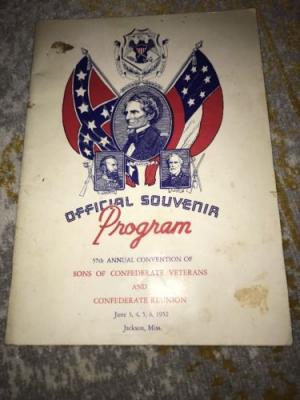 OFFICIAL SOUVENIR
Program
57th ANNUAL CONVENTION OF
SONS OF CONFEDERATE VETERANS
AND
CONFEDERATE REUNION
June 3, 4, 5, 6, 1952
Jackson, Miss.